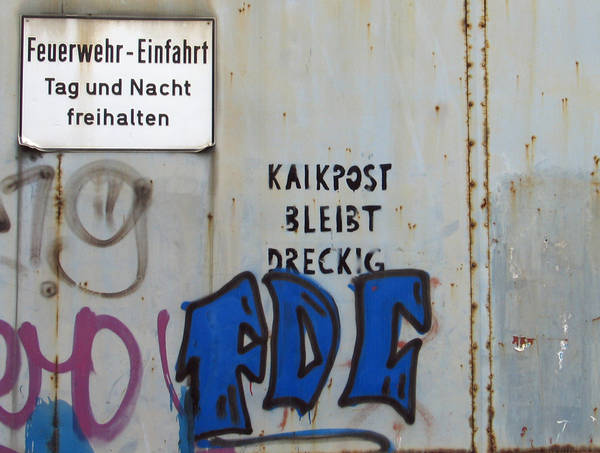 Feuerwehr-Einfahrt
Tag und Nacht
freihalten
KAIKPOST
BLEIBT
DRECKIG
FDC